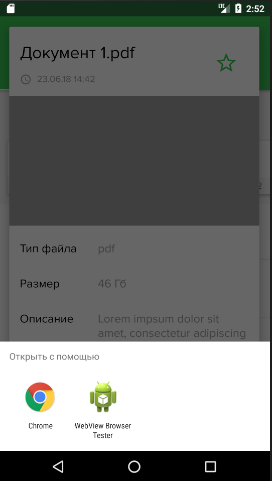 2:52
Документ 1.pdf
23.06.18 14:42
Тип файла pdf
Размер 46 Гб
Описание Lorem impsum dolor sit
amet, consectetur adipiscing
Открыть с помощью
Chrome WebView Browser
Tester